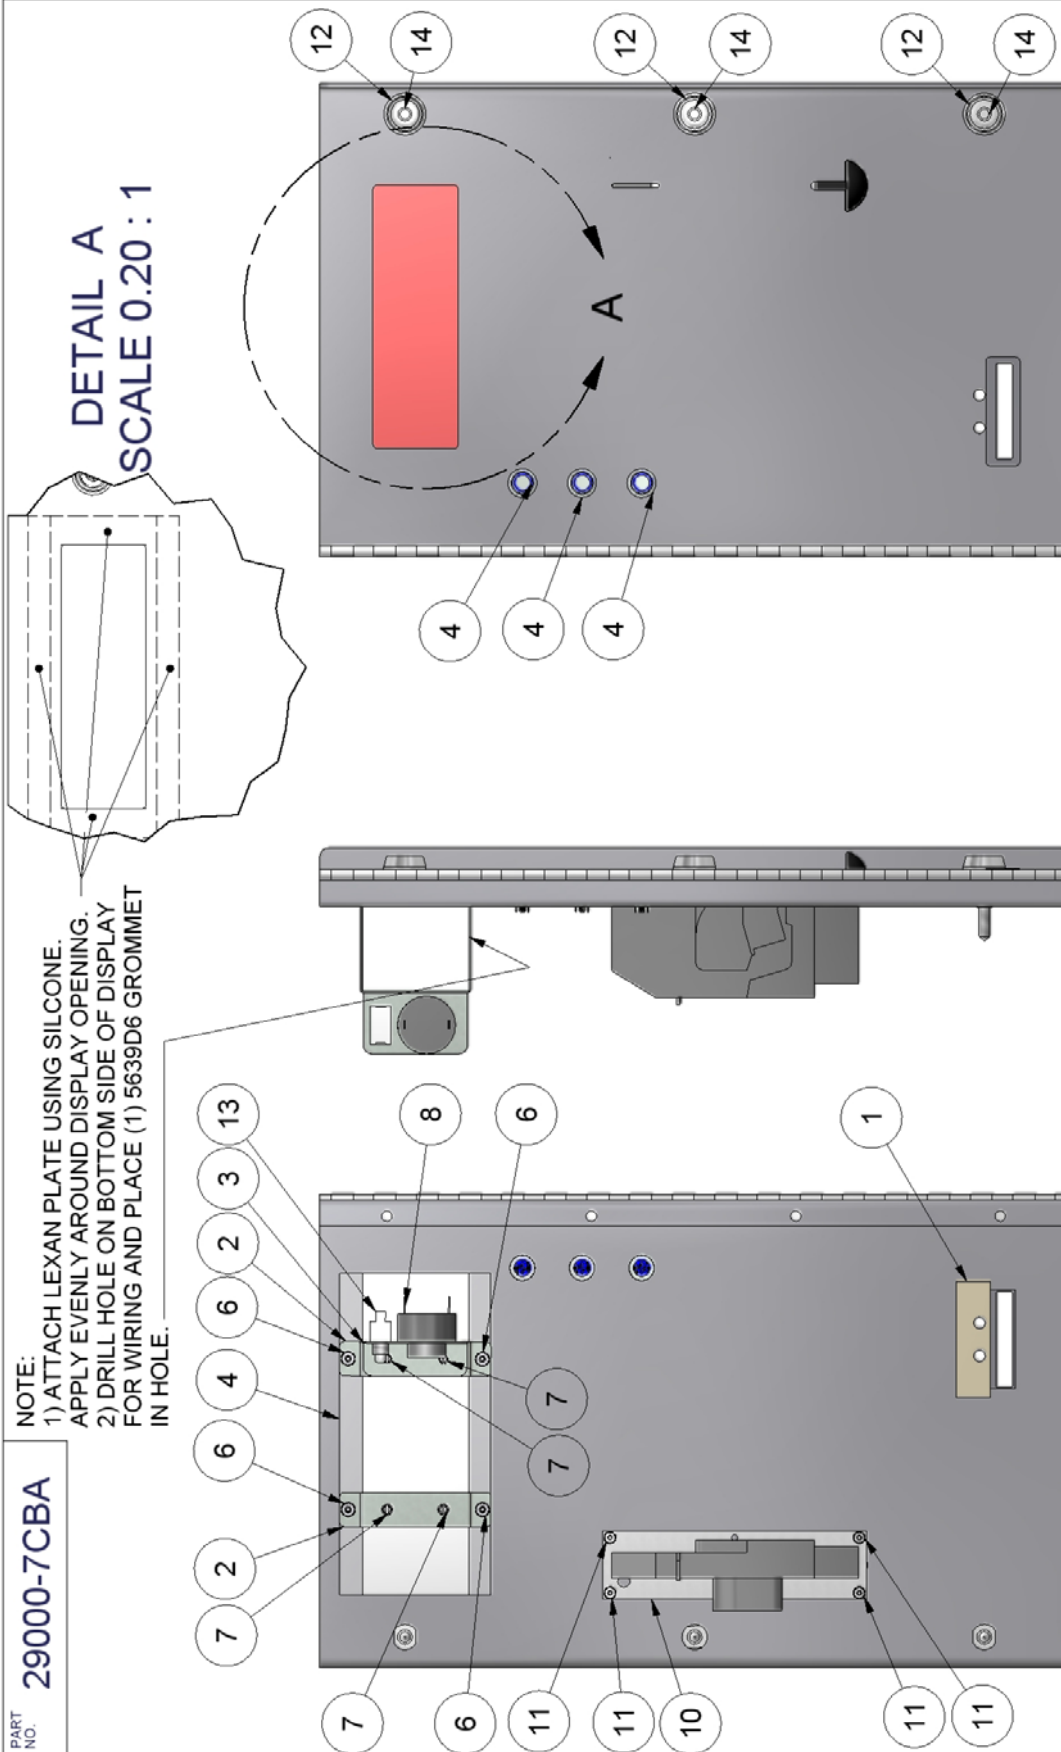 PART
NO.
29000-7CBA
NOTE:
1) ATTACH LEXAN PLATE USING SILCONE.
APPLY EVENLY AROUND DISPLAY OPENING.
2) DRILL HOLE ON BOTTOM SIDE OF DISPLAY
FOR WIRING AND PLACE (1) 5639D6 GROMMET
IN HOLE.
DETAIL A
SCALE 0.20 : 1
7
2
6
4
6
2
3
13
8
6
7
7
7
6
11
11
10
11
11
1
4
4
4
A
12
14
12
14
12
14